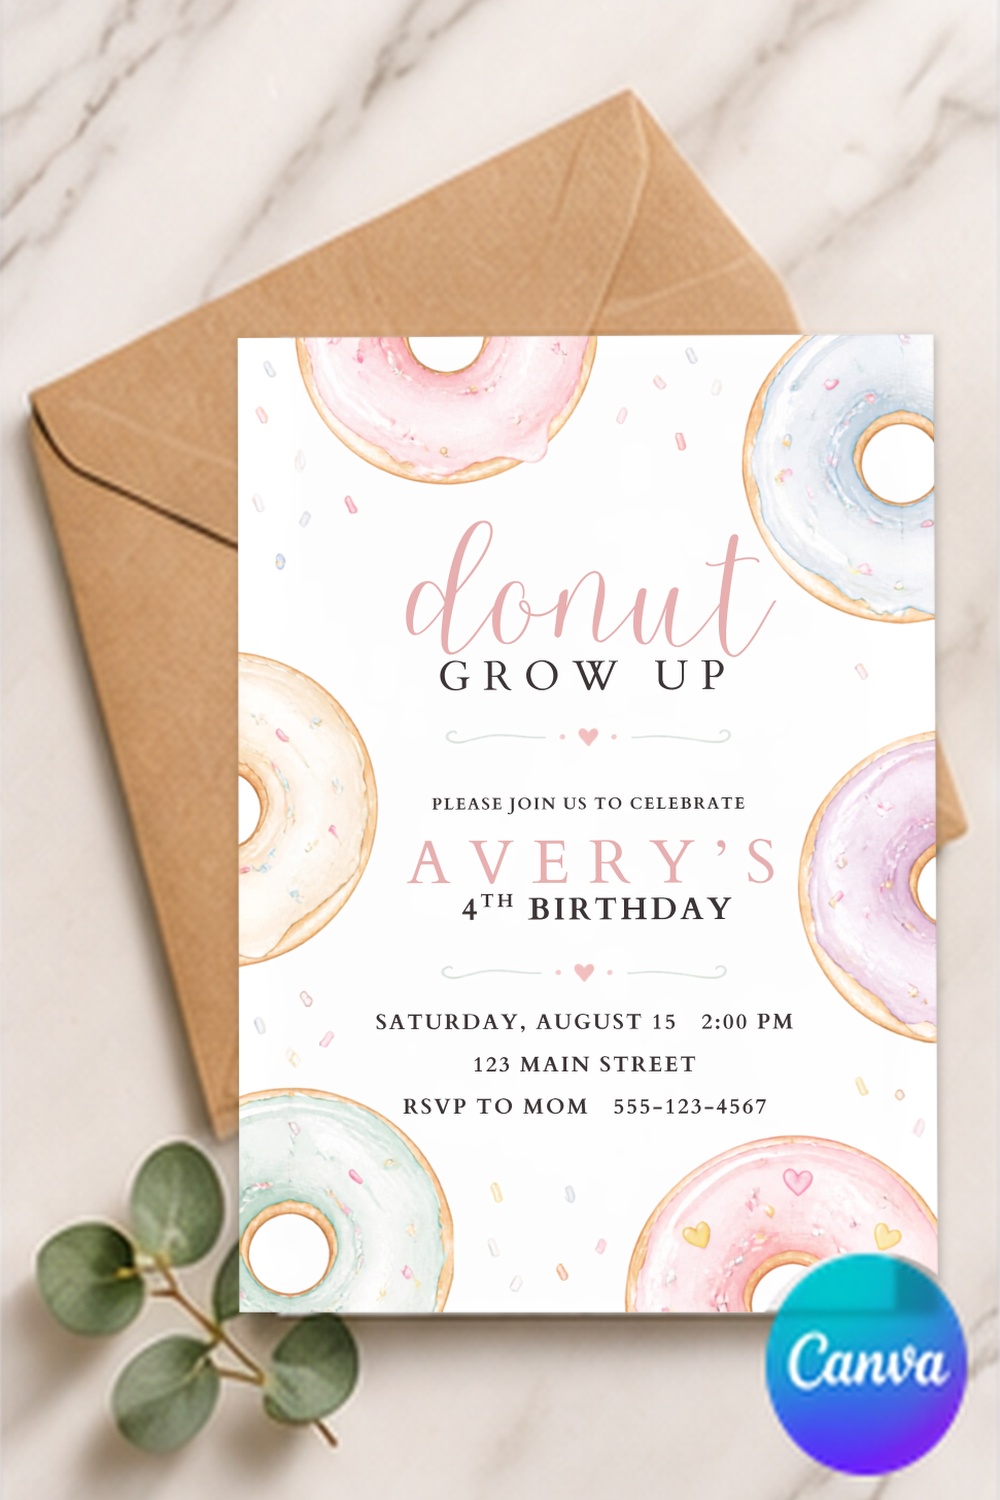 donut
GROW UP
PLEASE JOIN US TO CELEBRATE
AVERY'S
4TH BIRTHDAY
SATURDAY, AUGUST 15 2:00 PM
123 MAIN STREET
RSVP TO MOM 555-123-4567
Canva